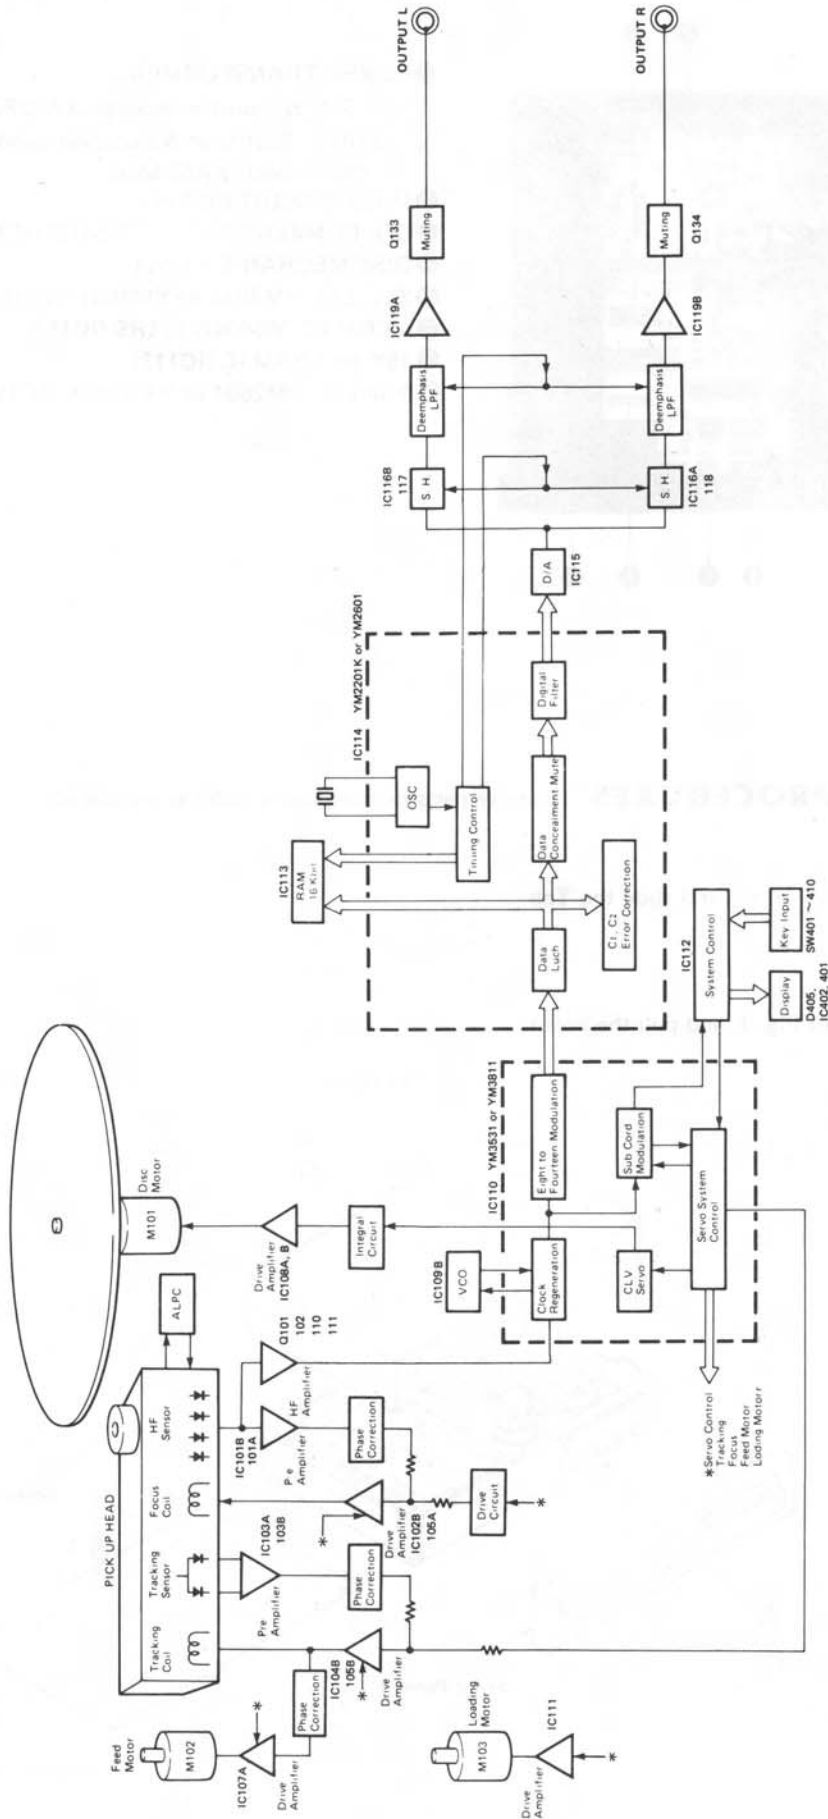 PICK UP HEAD
Tracking
Coil
Tracking
Sensor
Focus
Coil
HF
Sensor
ALPC
Disc
Motor
M101
Drive
Amplifier
IC108A, B
Integral
Circuit
Feed
Motor
M102
IC107A
Drive
Amplifier
Phase
Correction
IC104B
105B
Drive
Amplifier
*
*
Pre
Amplifier
IC103A
103B
Phase
Correction
*
Drive
Amplifier
IC102B
105A
Drive
Circuit
*
IC101B
101A
P e
Amplifier
Phase
Correction
HF
Amplifier
Q101
102
110
111
Loading
Motor
M103
IC111
Drive
Amplifier
*
IC109B
VCO
Clock
Regeneration
IC110 YM3531 or YM3811
Eight to
Fourteen Modulation
CLV
Servo
Sub Cord
Modulation
Servo System
Control
*Servo Control
Tracking
Focus
Feed Motor
Loding Motorr
IC112
System Control
Display
D405,
IC402, 401
Key Input
SW401 ~ 410
IC113
RAM
16 Kbit
IC114 YM2201K or YM2601
OSC
Timing Control
Data
Luch
C1, C2
Error Correction
Data
Concealment Mute
Digital
Filter
D/A
IC115
IC116B
117
S. H.
Deemphasis
LPF
IC119A
Q133
Muting
OUTPUT L
S. H.
IC116A
118
Deemphasis
LPF
IC119B
Muting
Q134
OUTPUT R